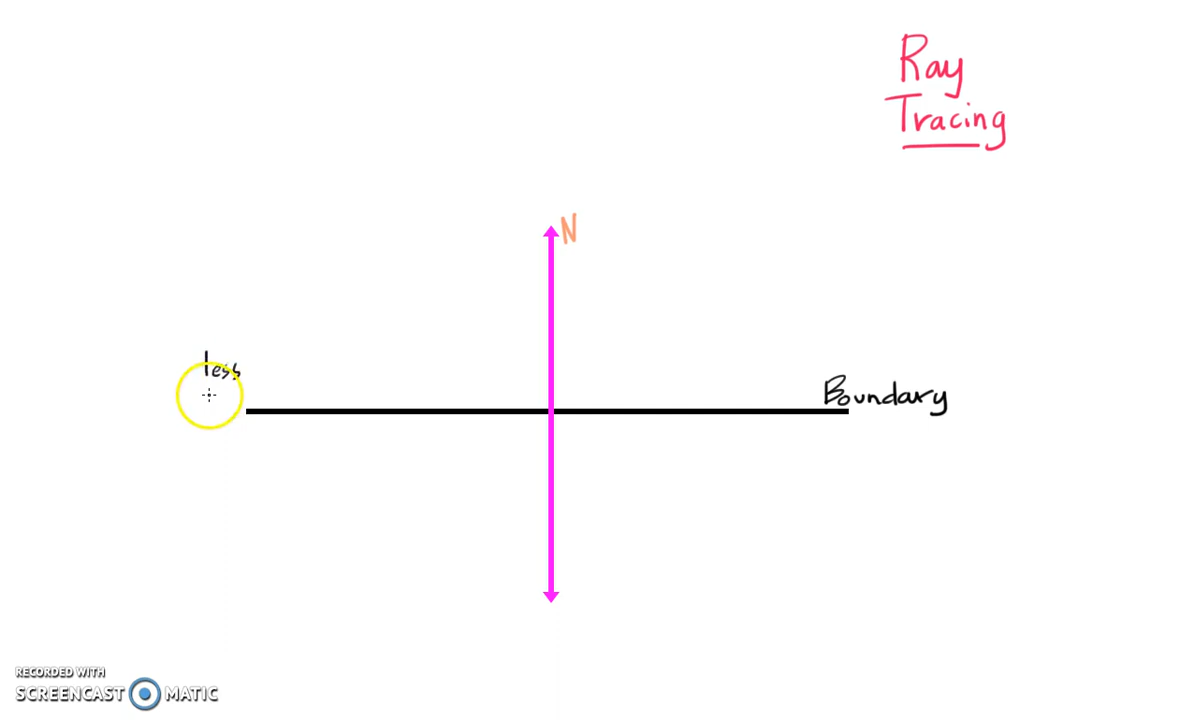 Ray
Tracing
N
less
Boundary
RECORDED WITH
SCREENCAST MATIC